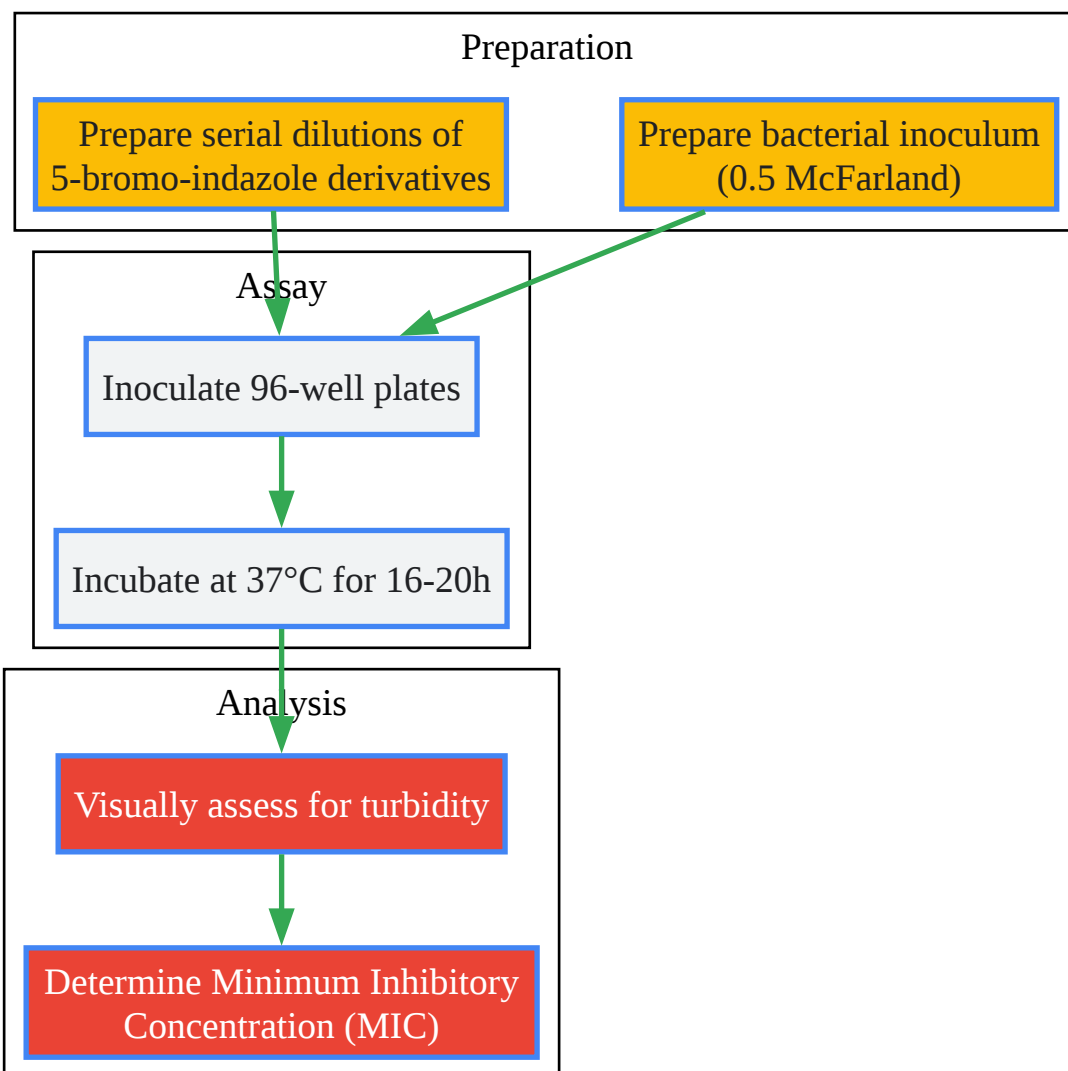 Preparation
Prepare serial dilutions of
5-bromo-indazole derivatives
Prepare bacterial inoculum
(0.5 McFarland)
Assay
Inoculate 96-well plates
Incubate at 37°C for 16-20h
Analysis
Visually assess for turbidity
Determine Minimum Inhibitory
Concentration (MIC)